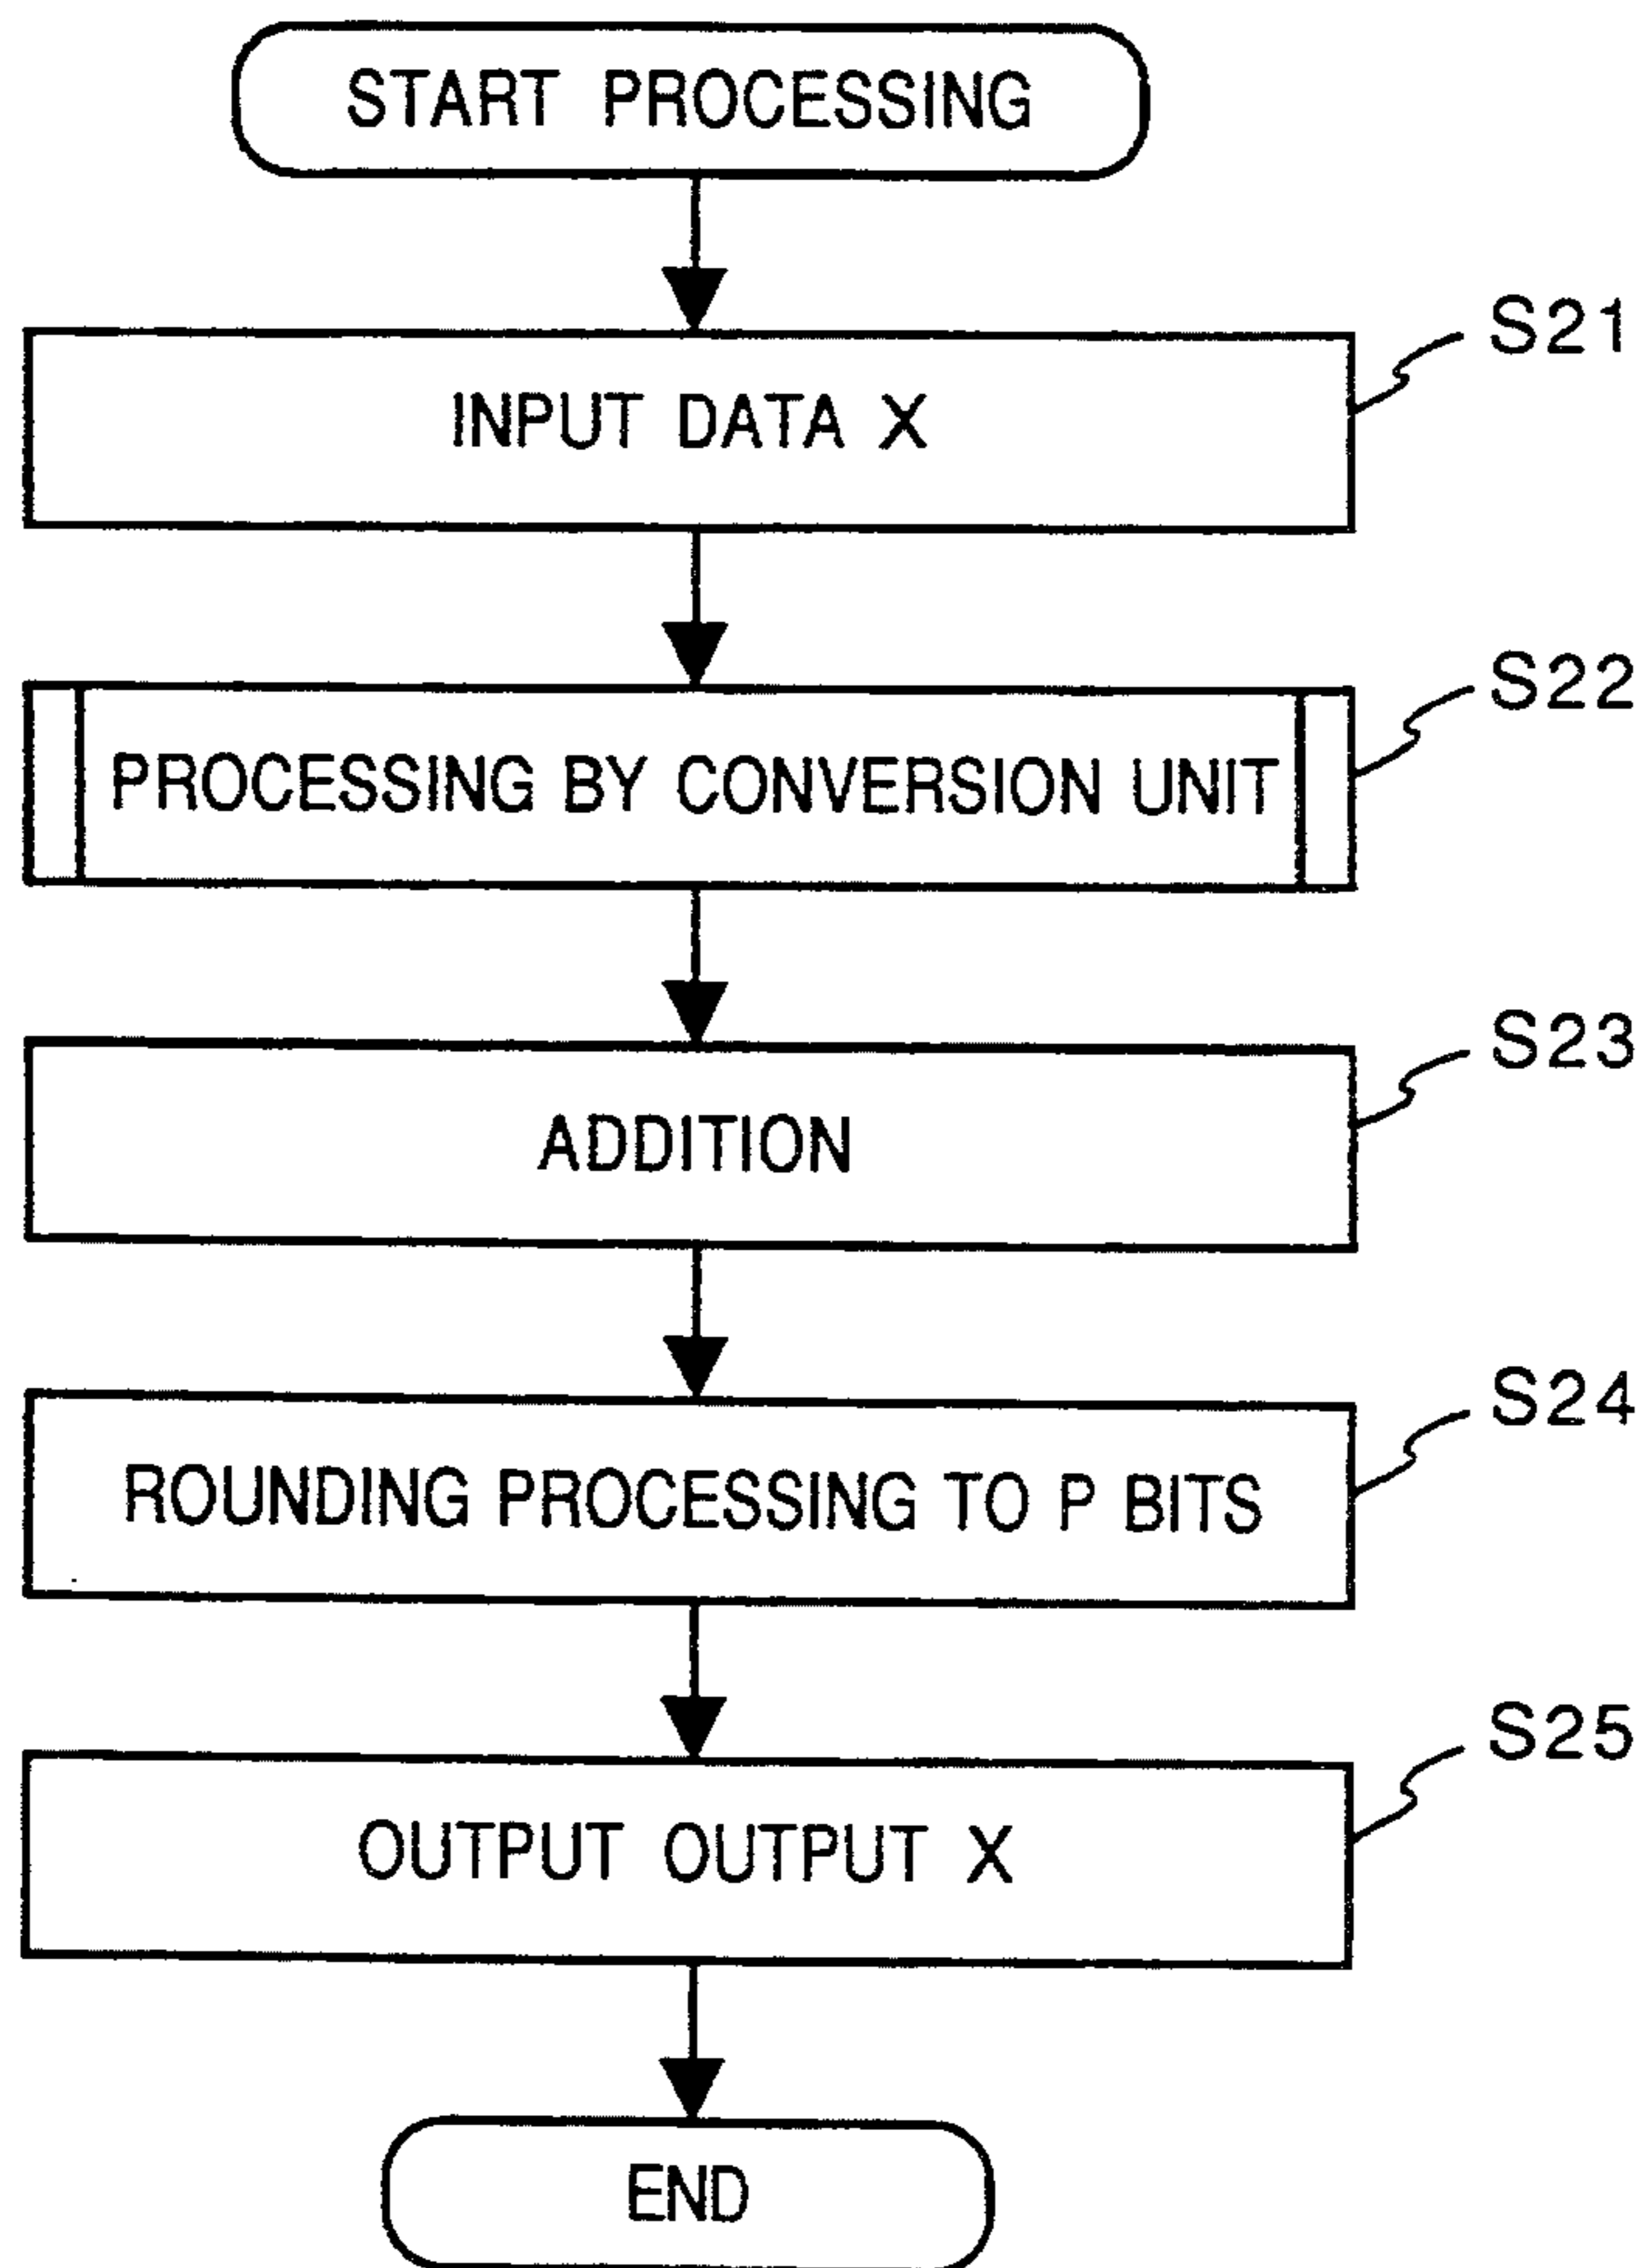 START PROCESSING
S21
INPUT DATA X
S22
PROCESSING BY CONVERSION UNIT
S23
ADDITION
S24
ROUNDING PROCESSING TO P BITS
S25
OUTPUT OUTPUT X
END